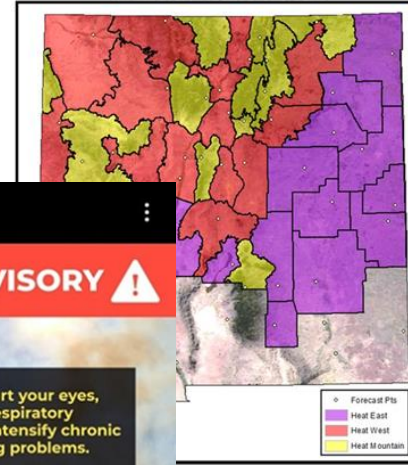 VISORY
rt your eyes,
espiratory
ntensify chronic
g problems.
Forecast Pts
Heat East
Heat West
Heat Mountain